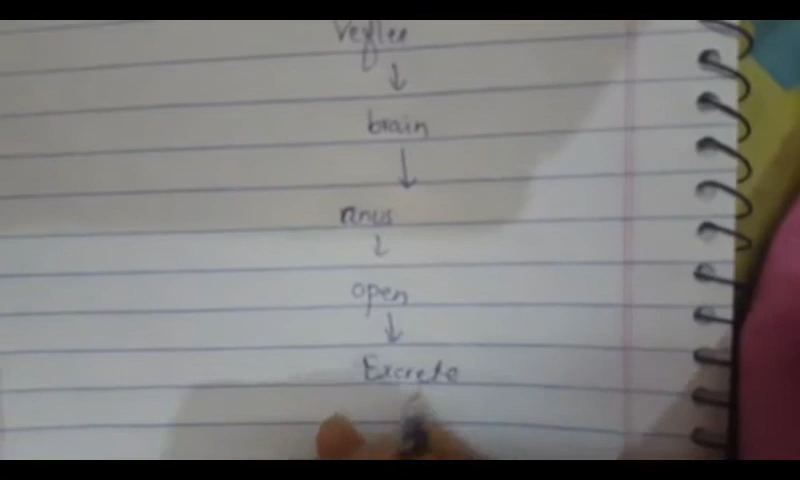 ↓
brain
↓
anus
↓
open
↓
Excrete